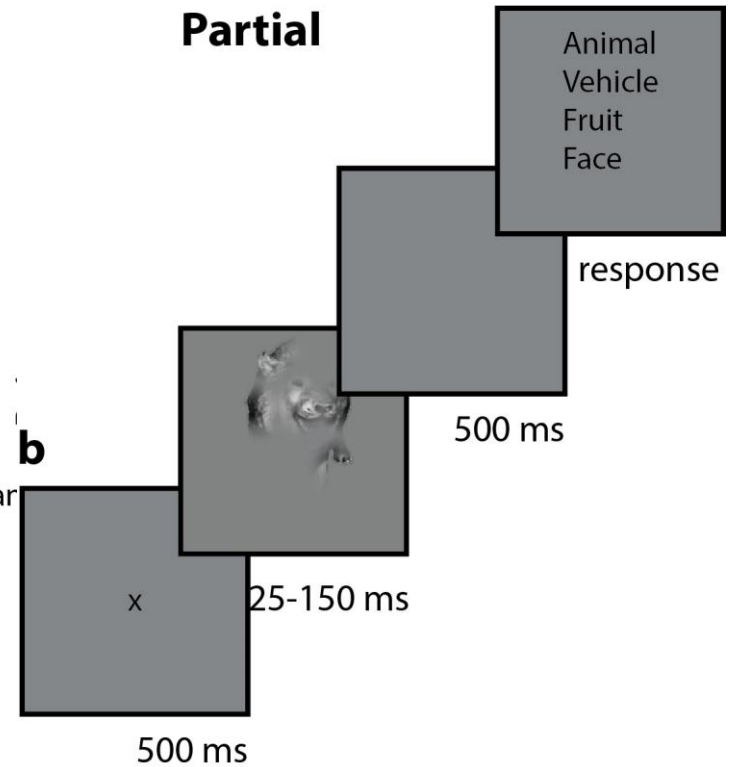 Partial
Animal
Vehicle
Fruit
Face
response
500 ms
b
x
25-150 ms
500 ms